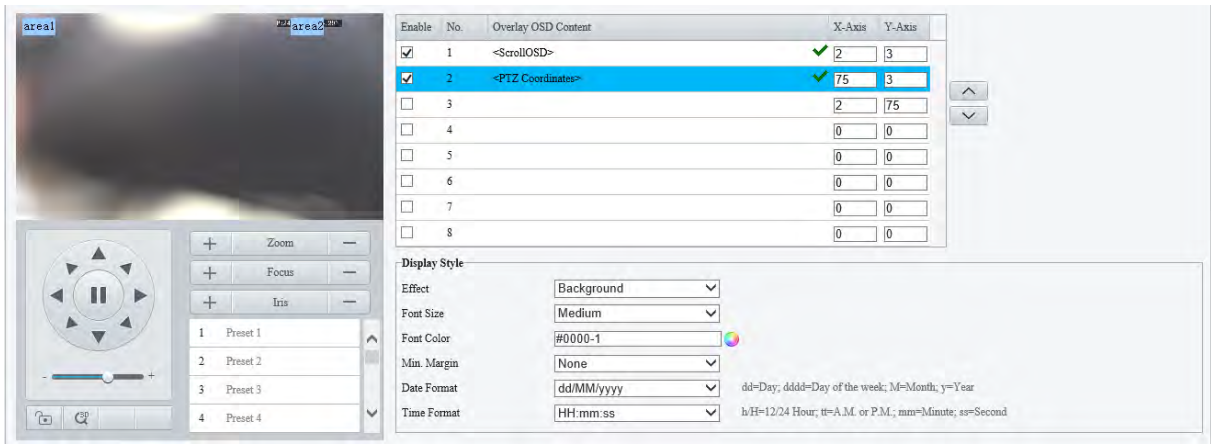 area1 area2
Enable No. Overlay OSD Content X-Axis Y-Axis
1 <ScrollOSD> 2 3
2 <PTZ Coordinates> 75 3
3 2 75
4 0 0
5 0 0
6 0 0
7 0 0
8 0 0
+ Zoom −
+ Focus −
+ Iris −
1 Preset 1
2 Preset 2
3 Preset 3
4 Preset 4
- +
3D
Display Style
Effect Background
Font Size Medium
Font Color #0000-1
Min. Margin None
Date Format dd/MM/yyyy dd=Day; dddd=Day of the week; M=Month; y=Year
Time Format HH:mm:ss h/H=12/24 Hour; tt=A.M. or P.M.; mm=Minute; ss=Second